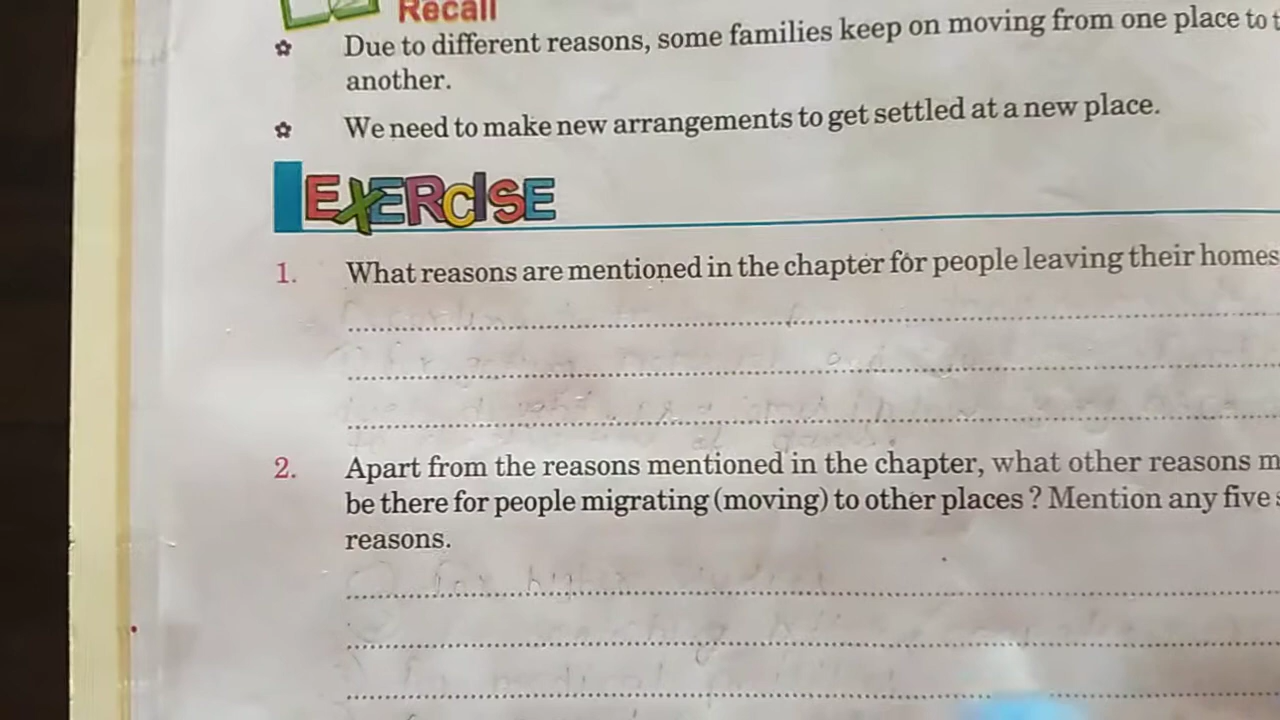 Recall
✿ Due to different reasons, some families keep on moving from one place to
another.
✿ We need to make new arrangements to get settled at a new place.
EXERCISE
1. What reasons are mentioned in the chapter for people leaving their homes
2. Apart from the reasons mentioned in the chapter, what other reasons
be there for people migrating (moving) to other places ? Mention any five
reasons.
for higher